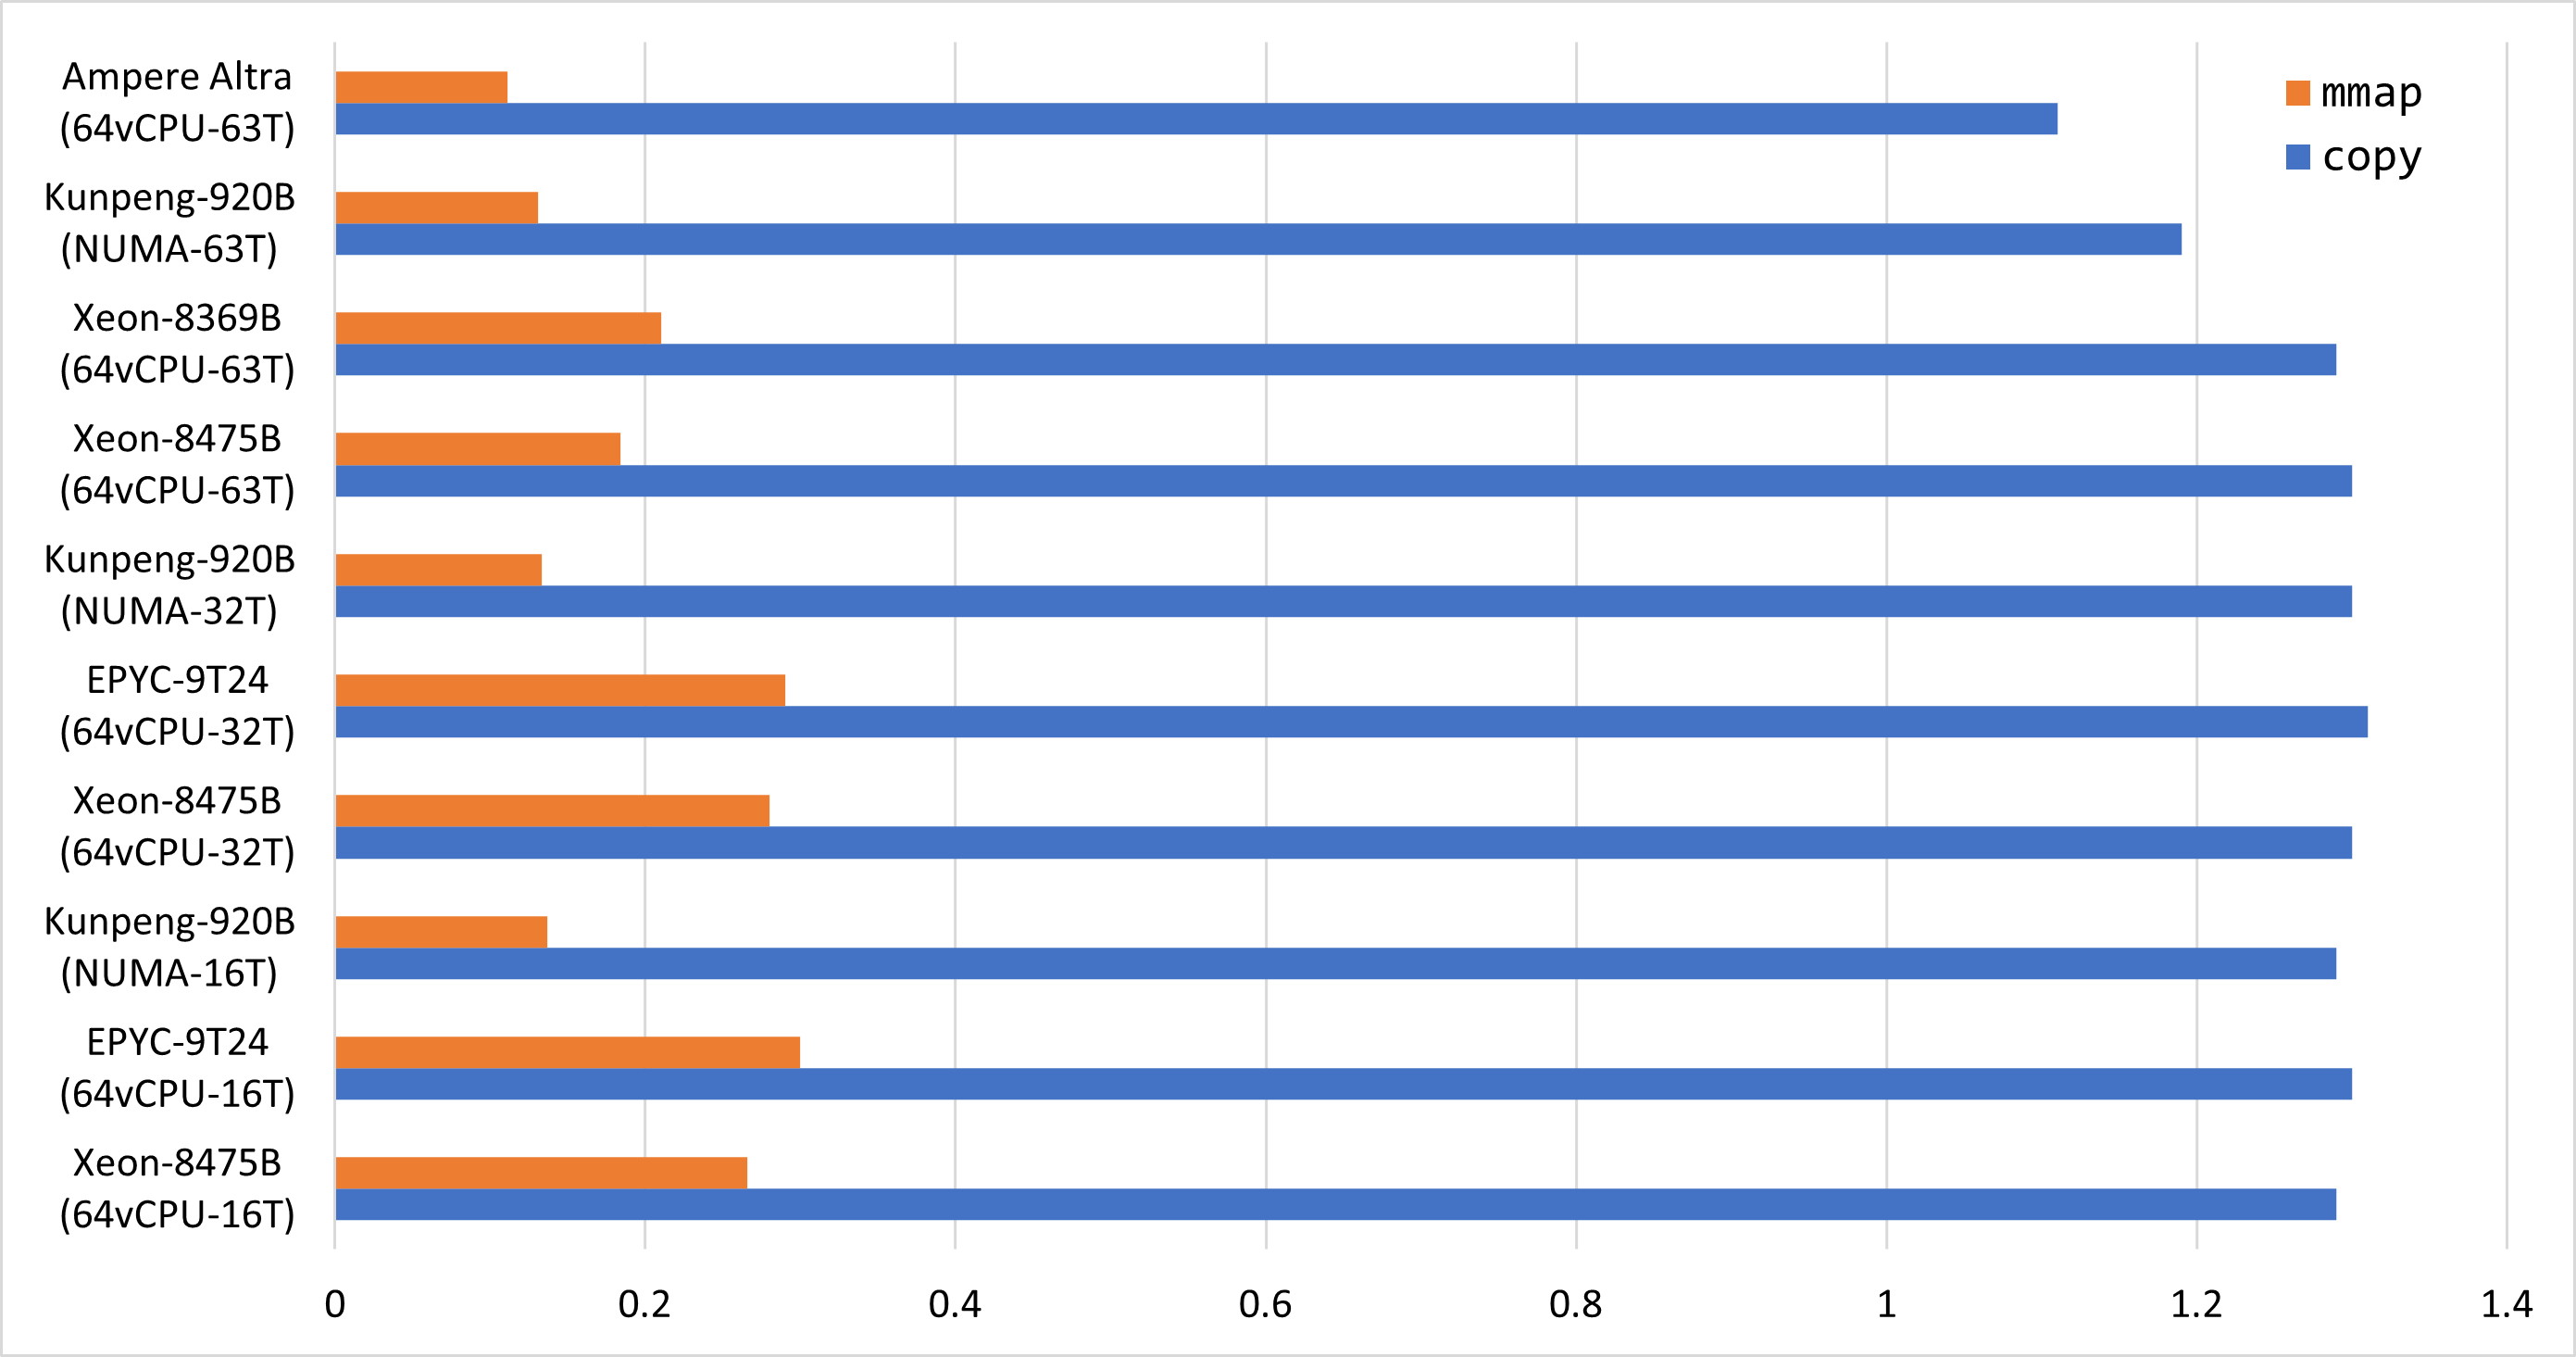 Ampere Altra
(64vCPU-63T)
Kunpeng-920B
(NUMA-63T)
Xeon-8369B
(64vCPU-63T)
Xeon-8475B
(64vCPU-63T)
Kunpeng-920B
(NUMA-32T)
EPYC-9T24
(64vCPU-32T)
Xeon-8475B
(64vCPU-32T)
Kunpeng-920B
(NUMA-16T)
EPYC-9T24
(64vCPU-16T)
Xeon-8475B
(64vCPU-16T)
mmap
copy
0 0.2 0.4 0.6 0.8 1 1.2 1.4